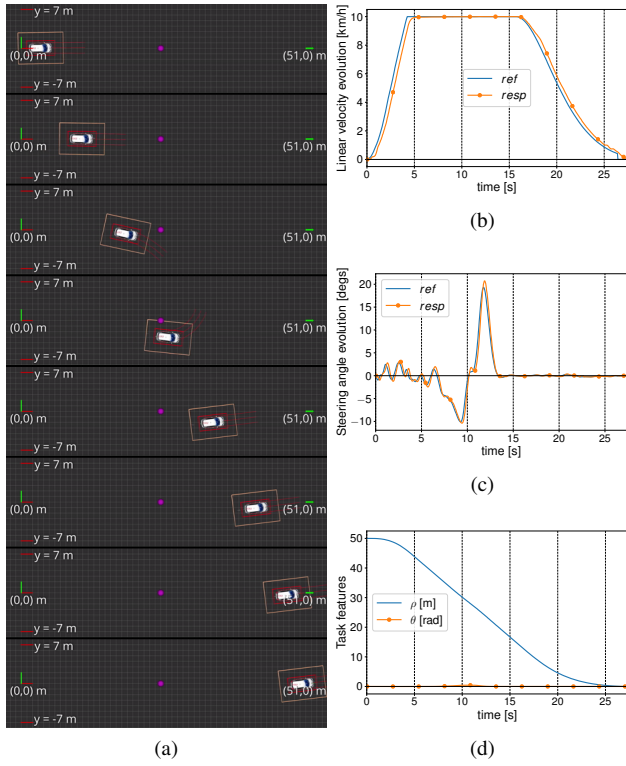 y = 7 m
(0,0) m
(51,0) m
y = -7 m
y = 7 m
(0,0) m
(51,0) m
y = -7 m
y = 7 m
(0,0) m
(51,0) m
y = -7 m
y = 7 m
(0,0) m
(51,0) m
y = -7 m
y = 7 m
(0,0) m
(51,0) m
y = -7 m
y = 7 m
(0,0) m
(51,0) m
y = -7 m
y = 7 m
(0,0) m
(51,0) m
y = -7 m
y = 7 m
(0,0) m
(51,0) m
y = -7 m
(a)
Linear velocity evolution [km/h]
10
8
6
4
2
0
ref
resp
0 5 10 15 20 25
time [s]
(b)
Steering angle evolution [degs]
20
15
10
5
0
−5
−10
ref
resp
0 5 10 15 20 25
time [s]
(c)
Task features
50
40
30
20
10
0
ρ [m]
θ [rad]
0 5 10 15 20 25
time [s]
(d)